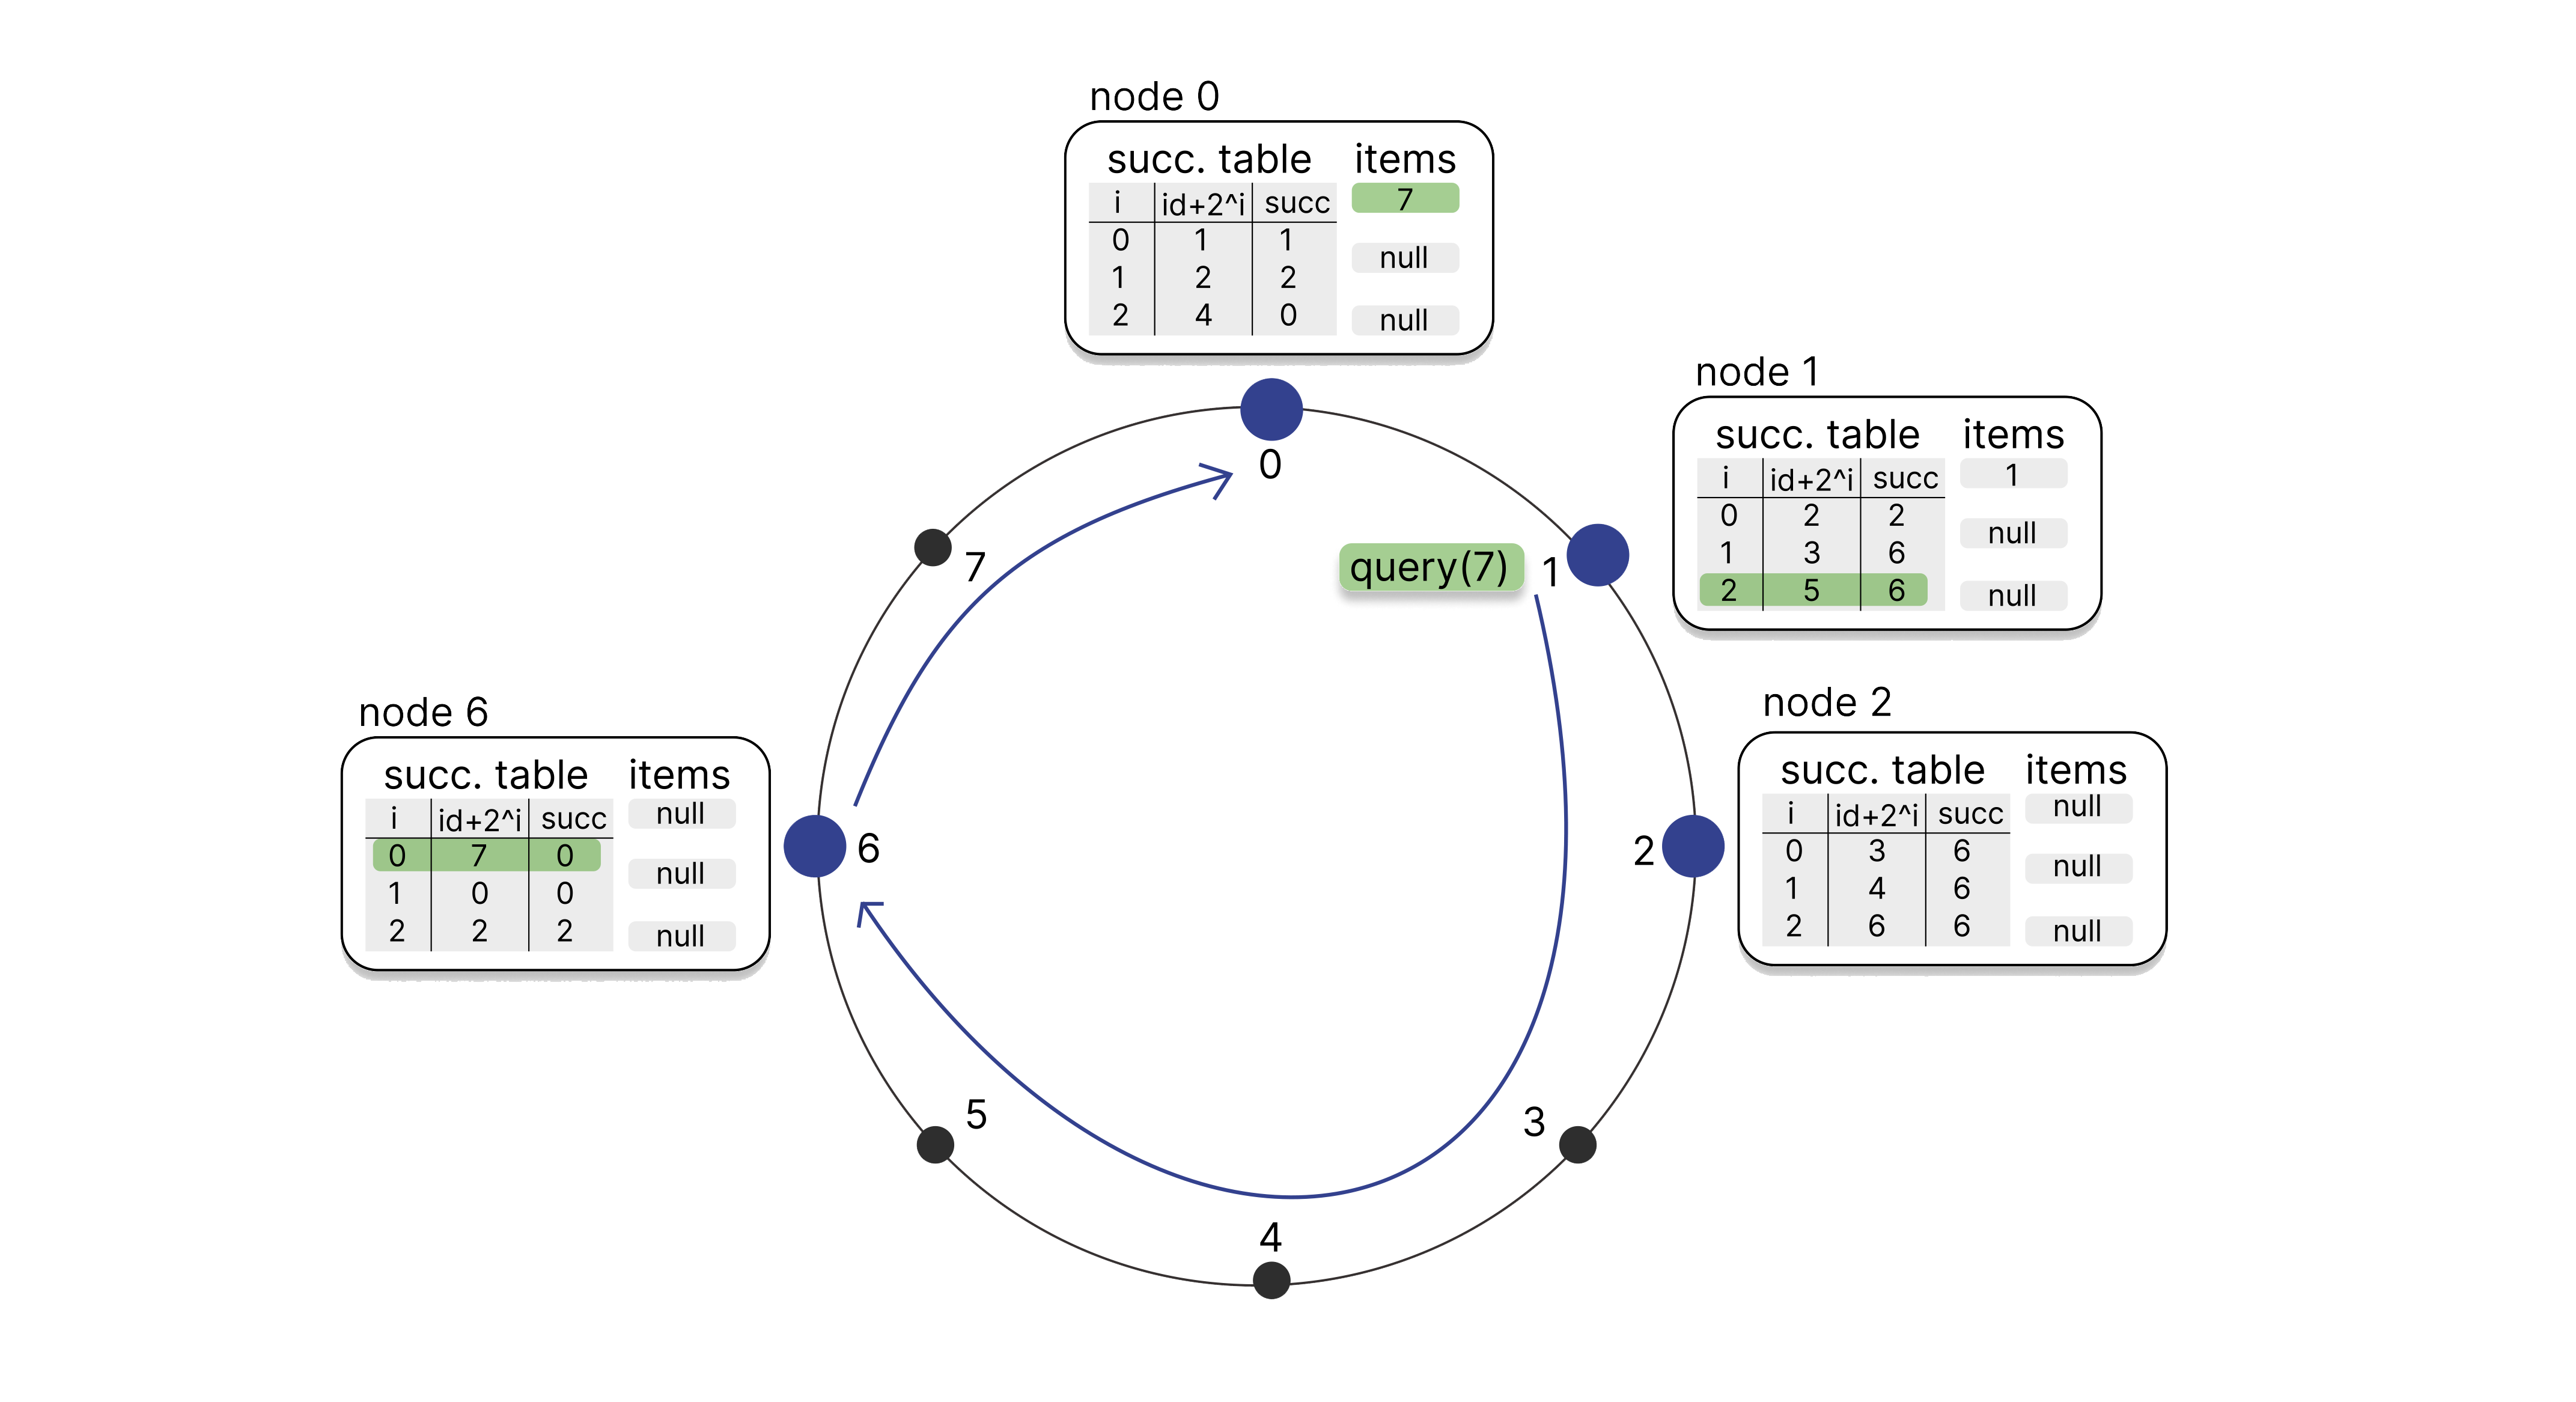 node 0
succ. table items
i id+2^i succ 7
0 1 1
null
1 2 2
2 4 0 null
node 1
succ. table items
i id+2^i succ 1
0 2 2
null
1 3 6
2 5 6 null
0
7
query(7) 1
node 6
succ. table items
i id+2^i succ null
0 7 0
null
1 0 0
2 2 2 null
6
2
node 2
succ. table items
i id+2^i succ null
0 3 6
null
1 4 6
2 6 6 null
5
3
4